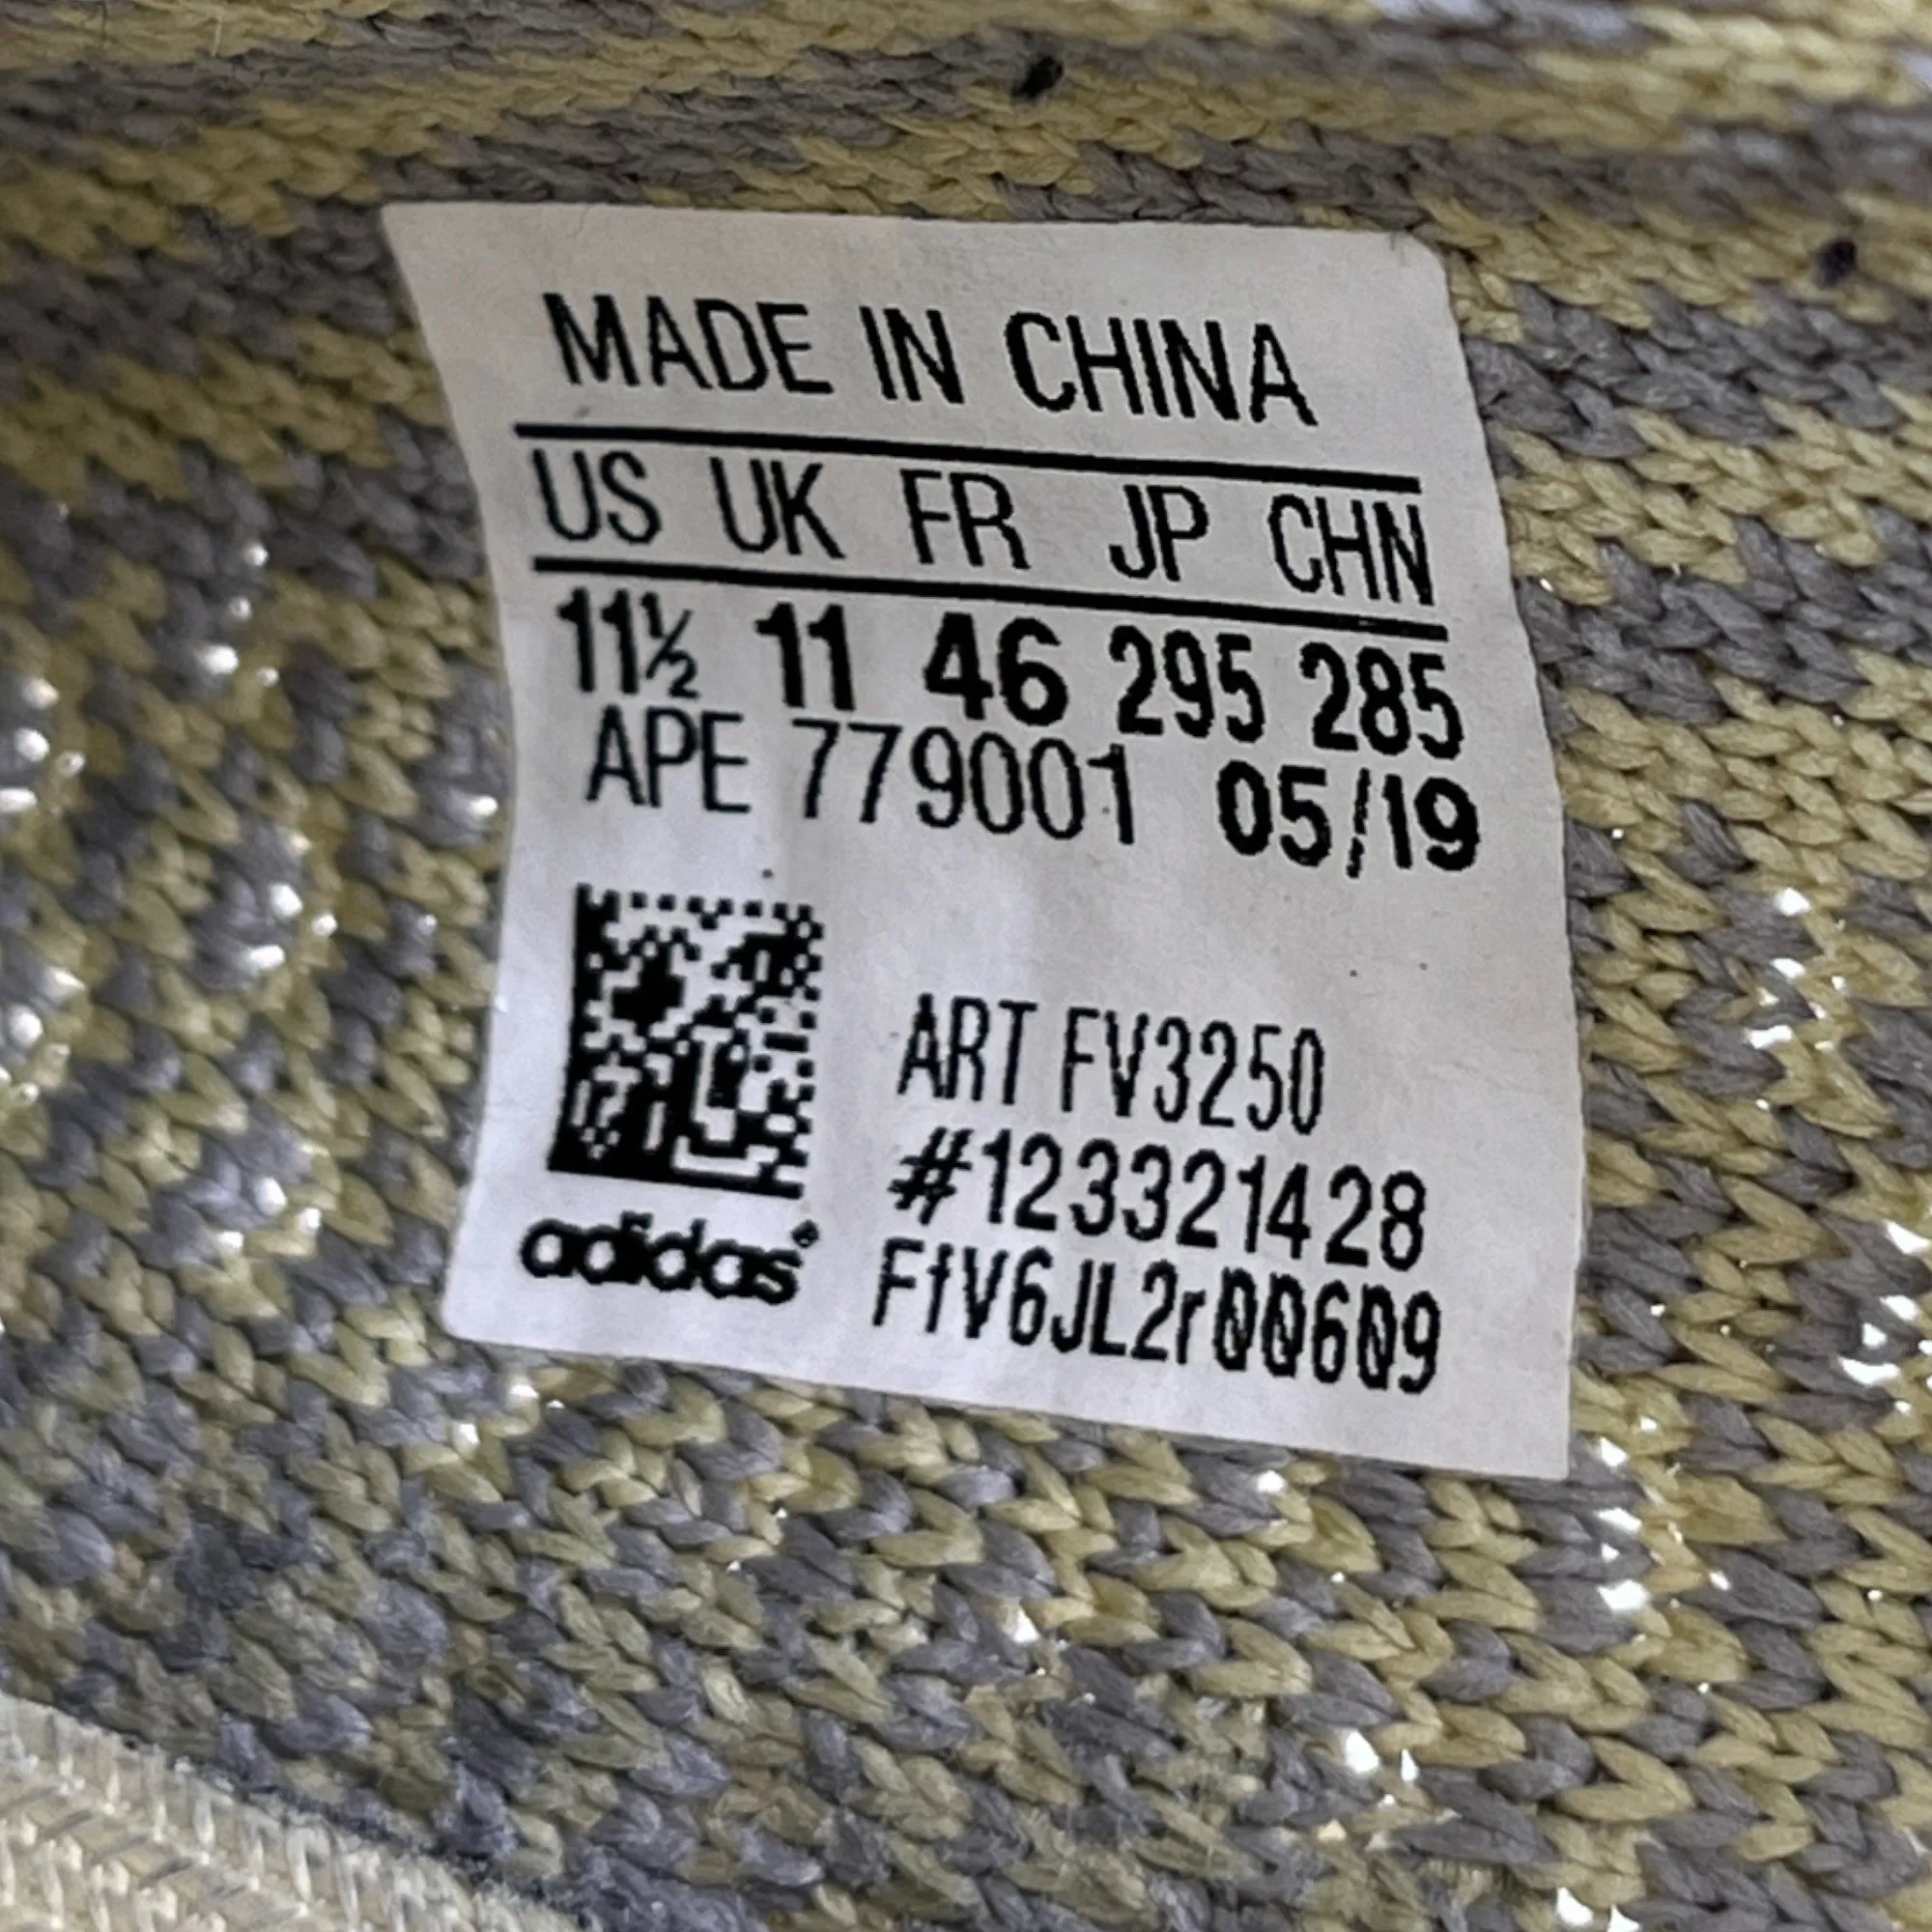 MADE IN CHINA
US UK FR JP CHN
11½ 11 46 295 285
APE 779001 05/19
ART FV3250
#123321428
adidas FfV6JL2r00609